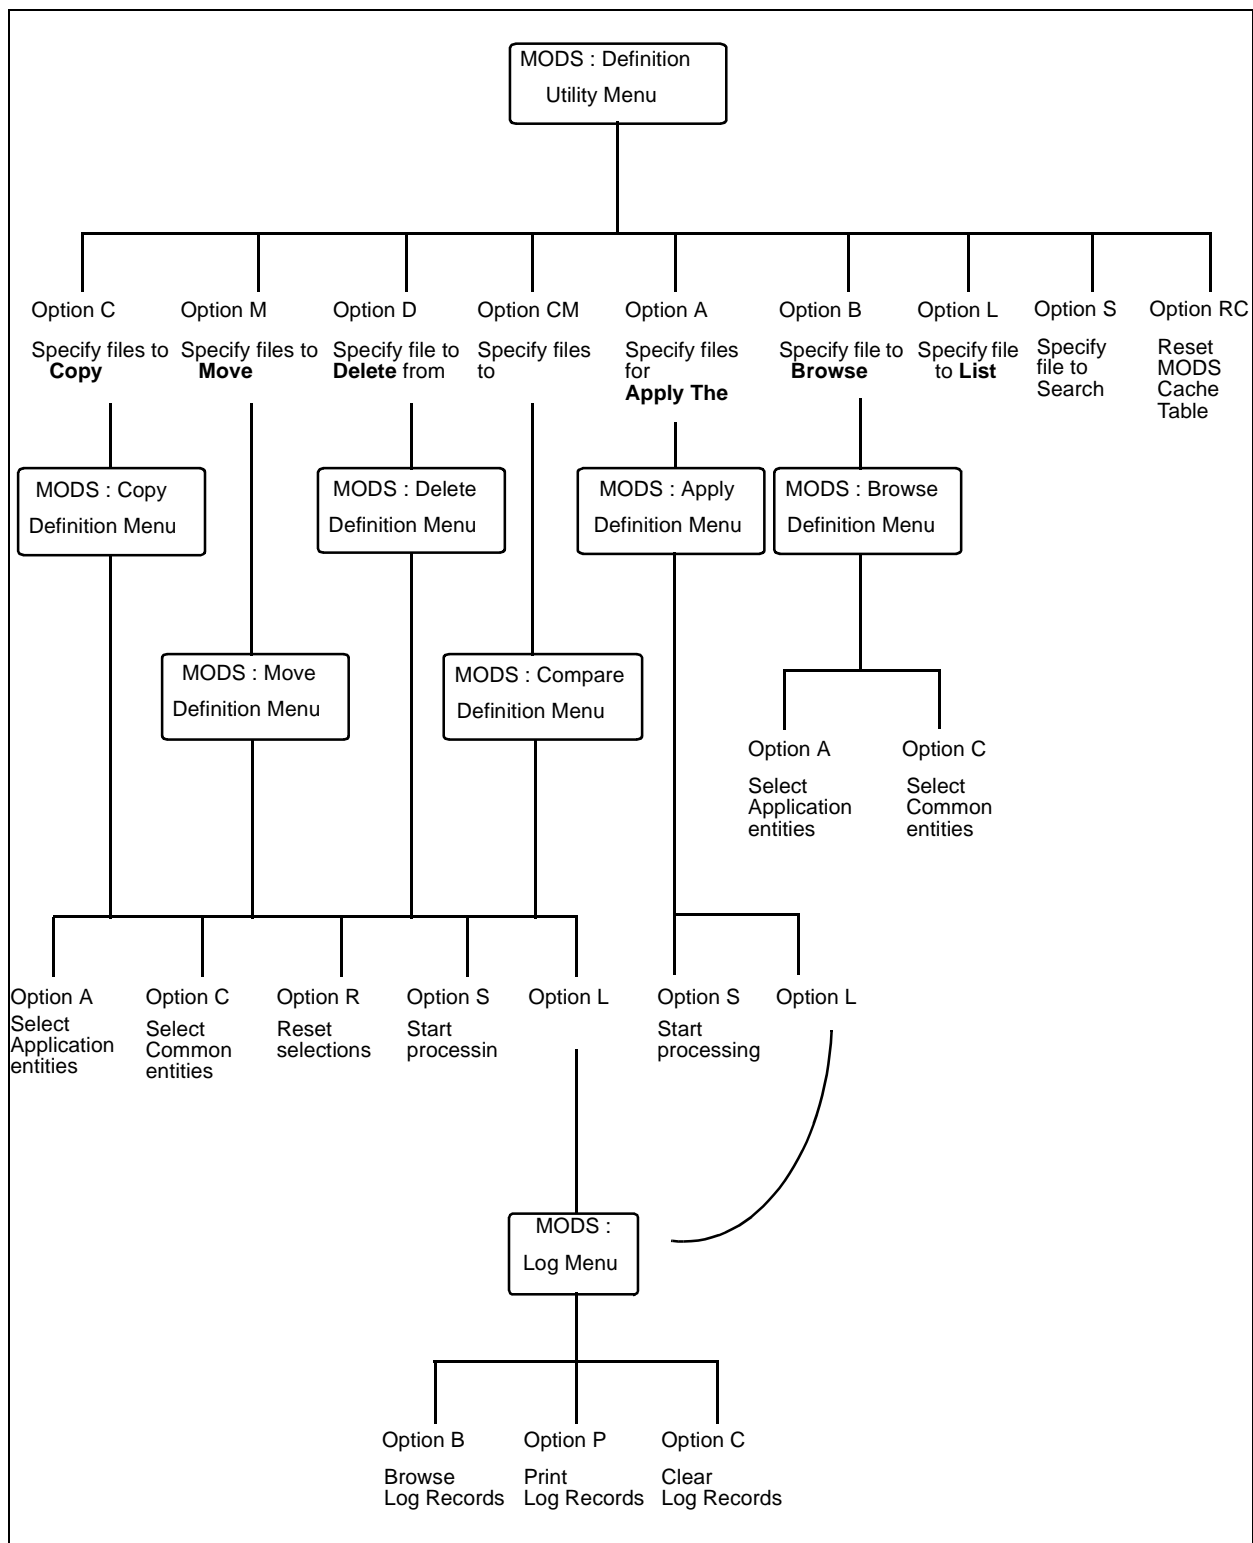 MODS : Definition
Utility Menu
Option C
Specify files to
Copy
Option M
Specify files to
Move
Option D
Specify file to
Delete from
Option CM
Specify files
to
Option A
Specify files
for
Apply The
Option B
Specify file to
Browse
Option L
Specify file
to List
Option S
Specify
file to
Search
Option RC
Reset
MODS
Cache
Table
MODS : Copy
Definition Menu
MODS : Delete
Definition Menu
MODS : Apply
Definition Menu
MODS : Browse
Definition Menu
MODS : Move
Definition Menu
MODS : Compare
Definition Menu
Option A
Select
Application
entities
Option C
Select
Common
entities
Option A
Select
Application
entities
Option C
Select
Common
entities
Option R
Reset
selections
Option S
Start
processin
Option L
Option S
Start
processing
Option L
MODS :
Log Menu
Option B
Browse
Log Records
Option P
Print
Log Records
Option C
Clear
Log Records